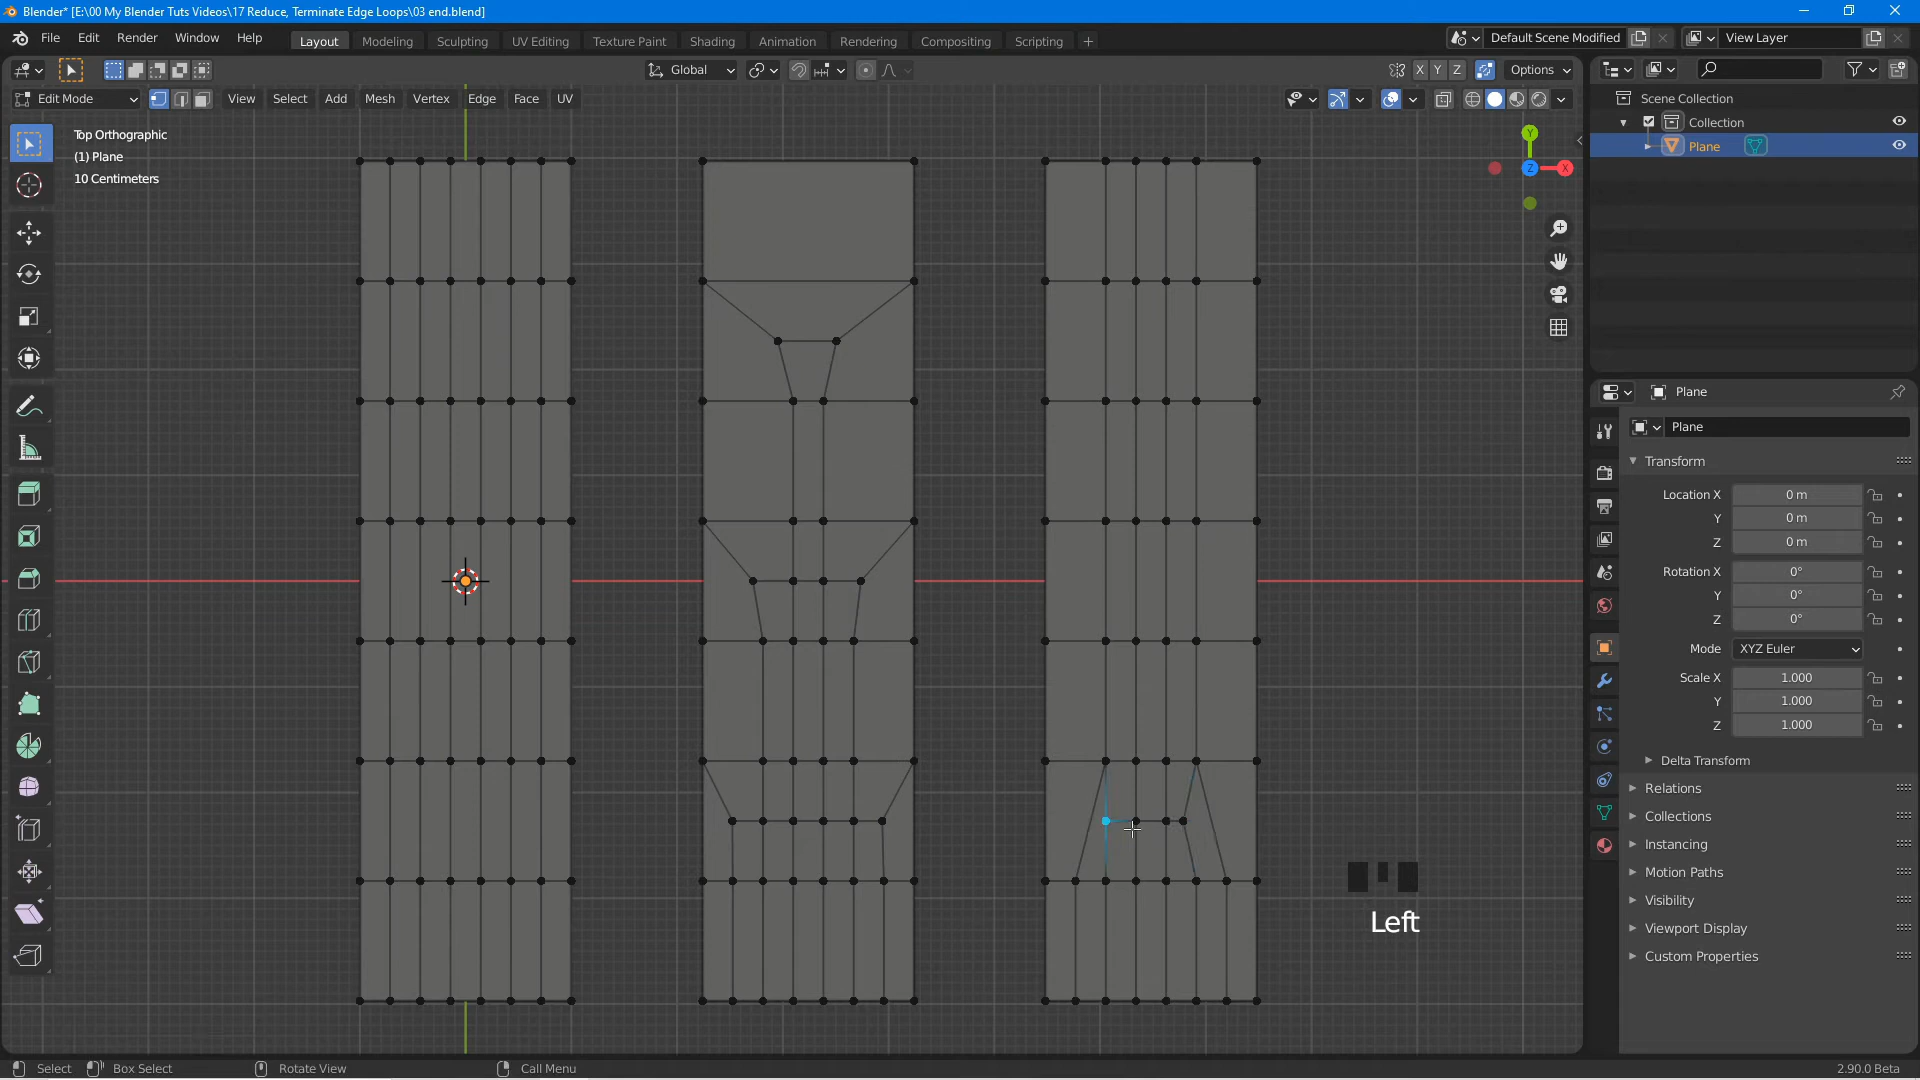 Blender* [E:\00 My Blender Tuts Videos\17 Reduce, Terminate Edge Loops\03 end.blend]
File Edit Render Window Help
Layout Modeling Sculpting UV Editing Texture Paint Shading Animation Rendering Compositing Scripting +
Default Scene Modified
View Layer
Global
X Y Z
Options
Edit Mode
View Select Add Mesh Vertex Edge Face UV
Top Orthographic
(1) Plane
10 Centimeters
Y
Z
X
Left
Scene Collection
Collection
Plane
Plane
Plane
Transform
Location X 0 m
Y 0 m
Z 0 m
Rotation X 0°
Y 0°
Z 0°
Mode XYZ Euler
Scale X 1.000
Y 1.000
Z 1.000
Delta Transform
Relations
Collections
Instancing
Motion Paths
Visibility
Viewport Display
Custom Properties
Select Box Select Rotate View Call Menu 2.90.0 Beta